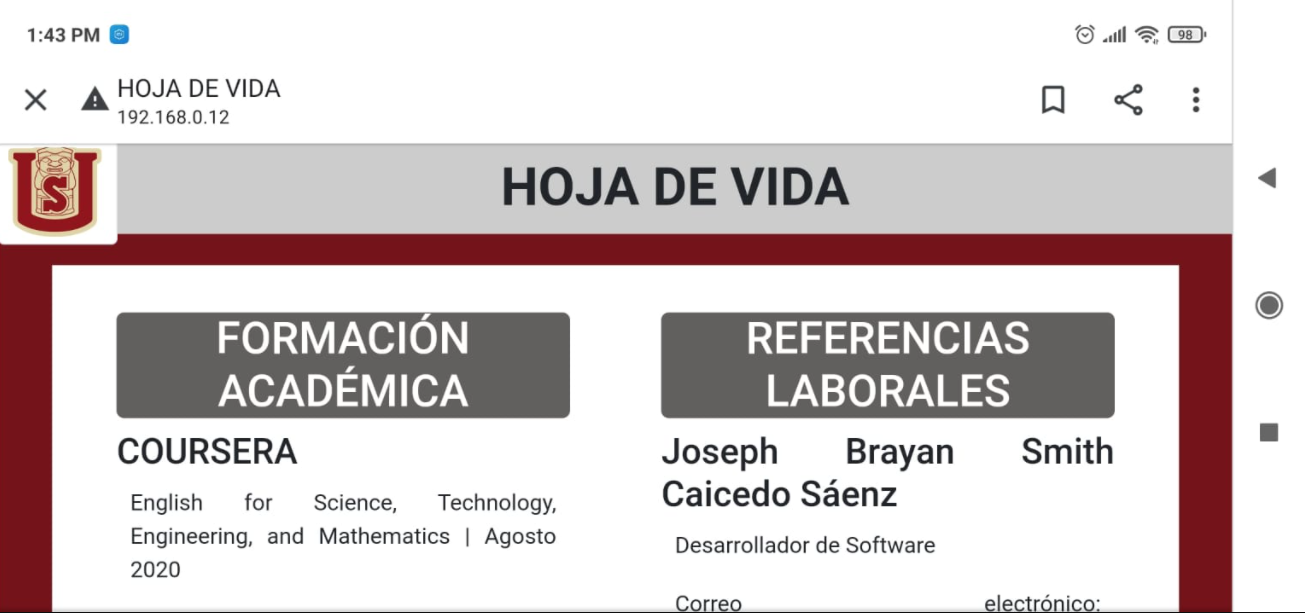 1:43 PM
98
HOJA DE VIDA
192.168.0.12
US
HOJA DE VIDA
FORMACIÓN
ACADÉMICA
COURSERA
English for Science, Technology,
Engineering, and Mathematics | Agosto
2020
REFERENCIAS
LABORALES
Joseph Brayan Smith
Caicedo Sáenz
Desarrollador de Software
Correo electrónico: